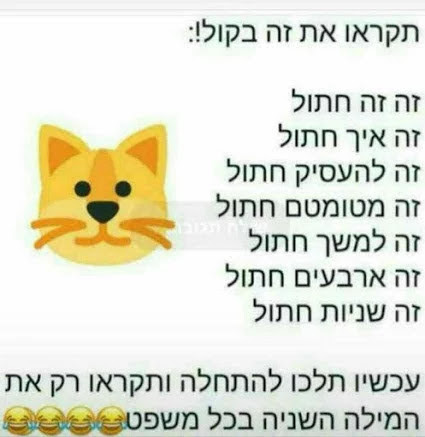 תקראו את זה בקול!:
זה זה חתול
זה איך חתול
זה להעסיק חתול
זה מטומטם חתול
זה למשך חתול
זה ארבעים חתול
זה שניות חתול
עכשיו תלכו להתחלה ותקראו רק את
המילה השניה בכל משפט😂😂😂😂